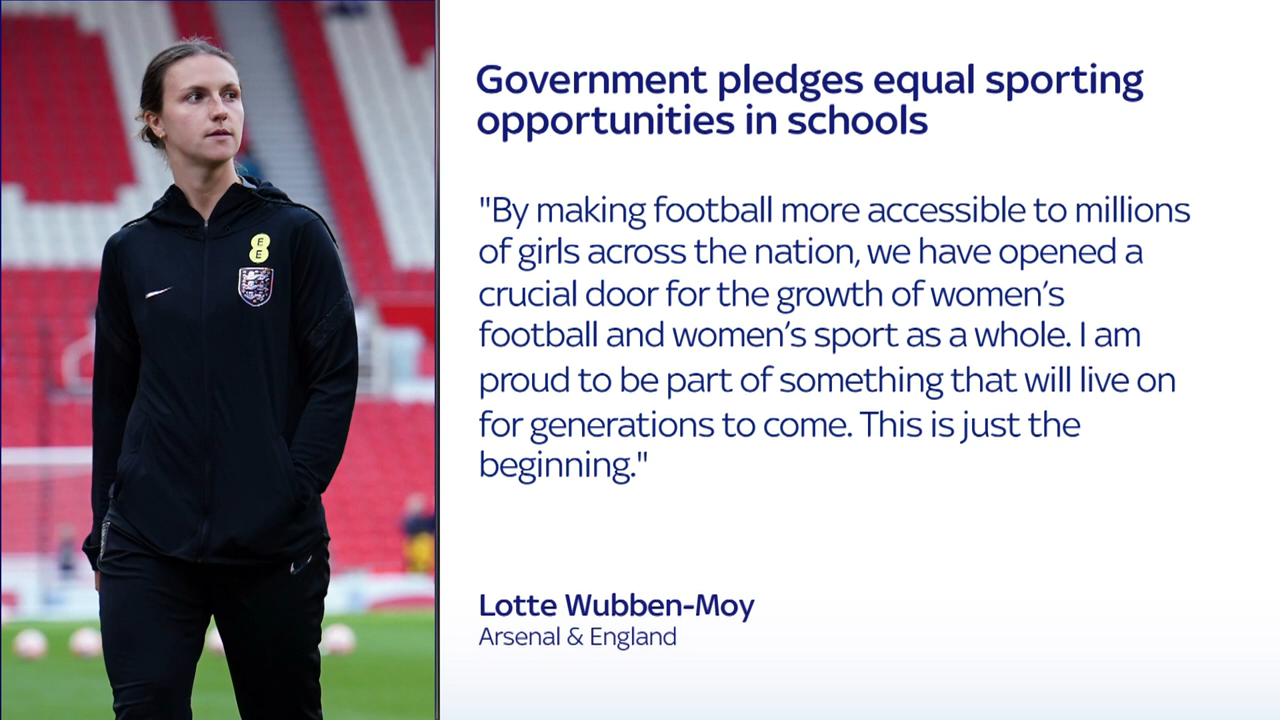 Government pledges equal sporting
opportunities in schools
"By making football more accessible to millions
of girls across the nation, we have opened a
crucial door for the growth of women’s
football and women’s sport as a whole. I am
proud to be part of something that will live on
for generations to come. This is just the
beginning."
Lotte Wubben-Moy
Arsenal & England
EE